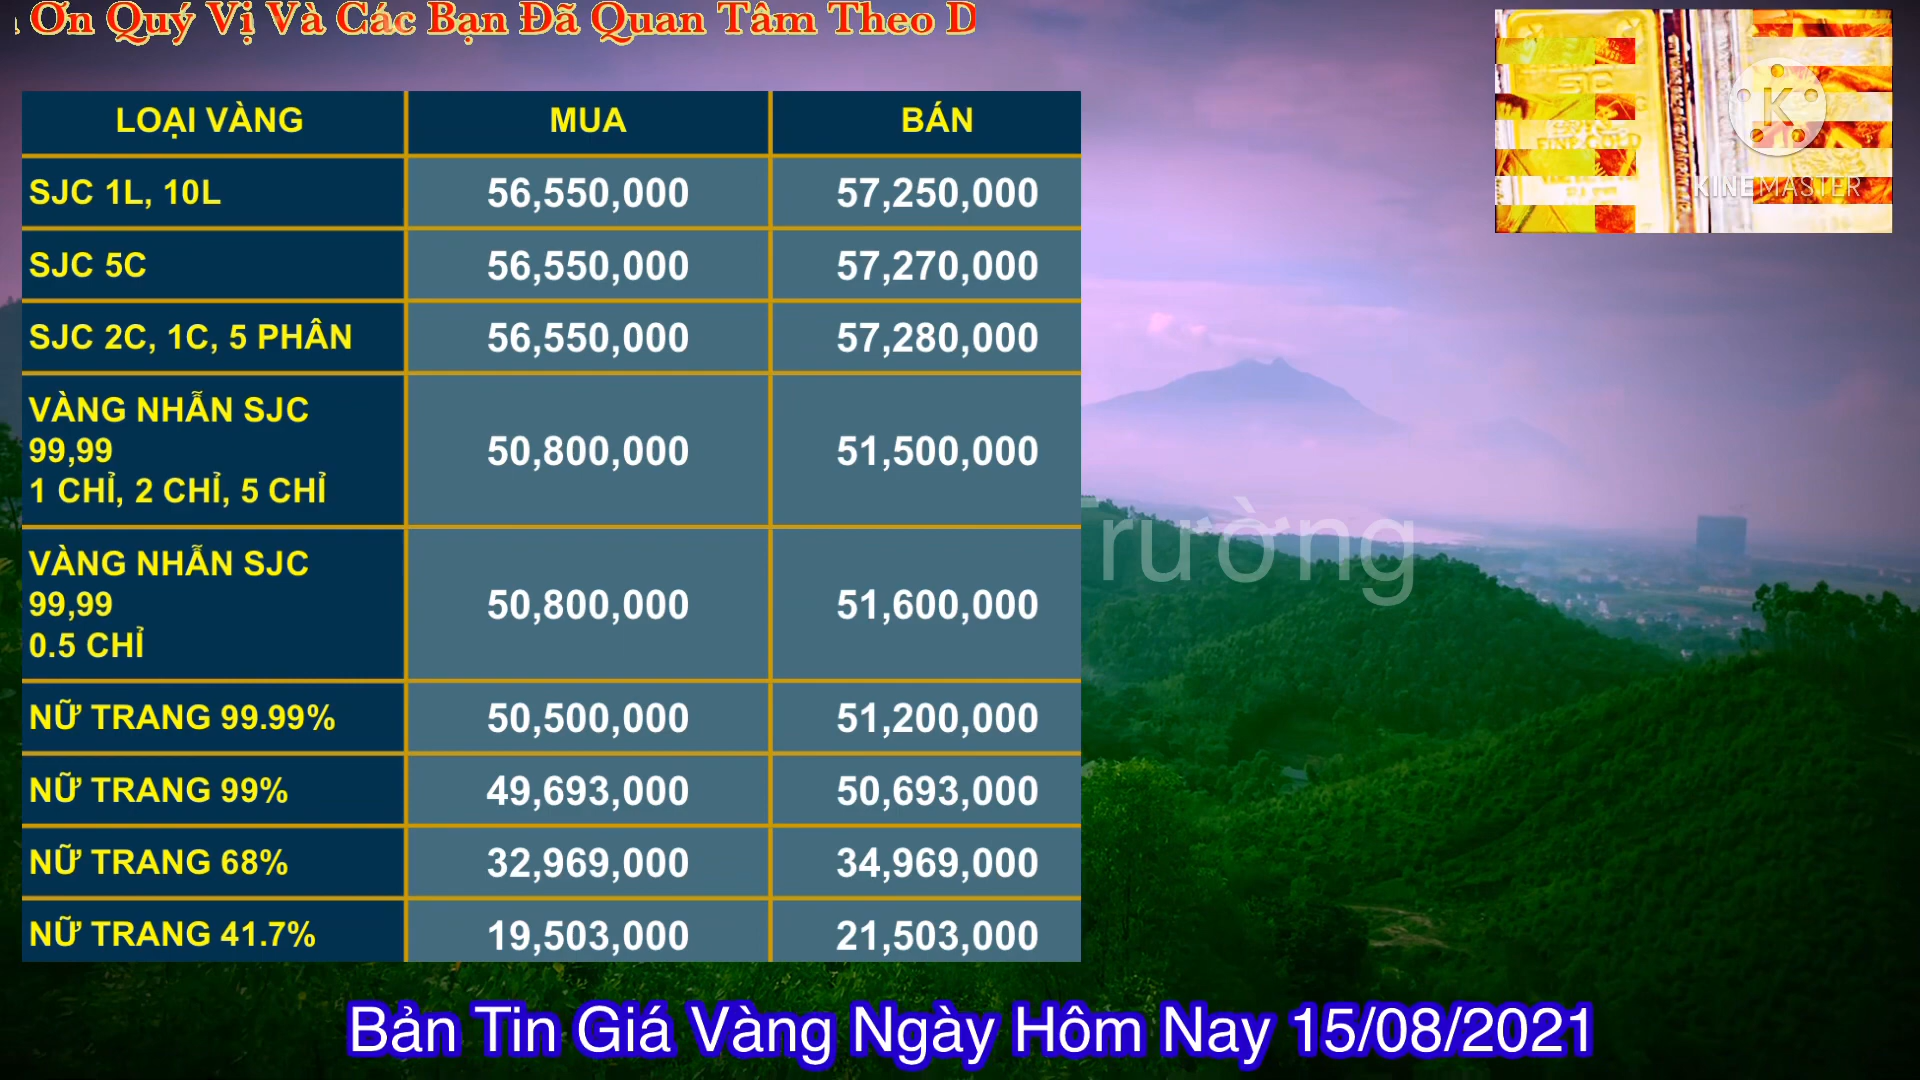 Ơn Quý Vị Và Các Bạn Đã Quan Tâm Theo D
LOẠI VÀNG MUA BÁN
SJC 1L, 10L 56,550,000 57,250,000
SJC 5C 56,550,000 57,270,000
SJC 2C, 1C, 5 PHÂN 56,550,000 57,280,000
VÀNG NHẪN SJC
99,99
1 CHỈ, 2 CHỈ, 5 CHỈ 50,800,000 51,500,000
VÀNG NHẪN SJC
99,99
0.5 CHỈ 50,800,000 51,600,000
NỮ TRANG 99.99% 50,500,000 51,200,000
NỮ TRANG 99% 49,693,000 50,693,000
NỮ TRANG 68% 32,969,000 34,969,000
NỮ TRANG 41.7% 19,503,000 21,503,000
K
KINEMASTER
Trường
Bản Tin Giá Vàng Ngày Hôm Nay 15/08/2021